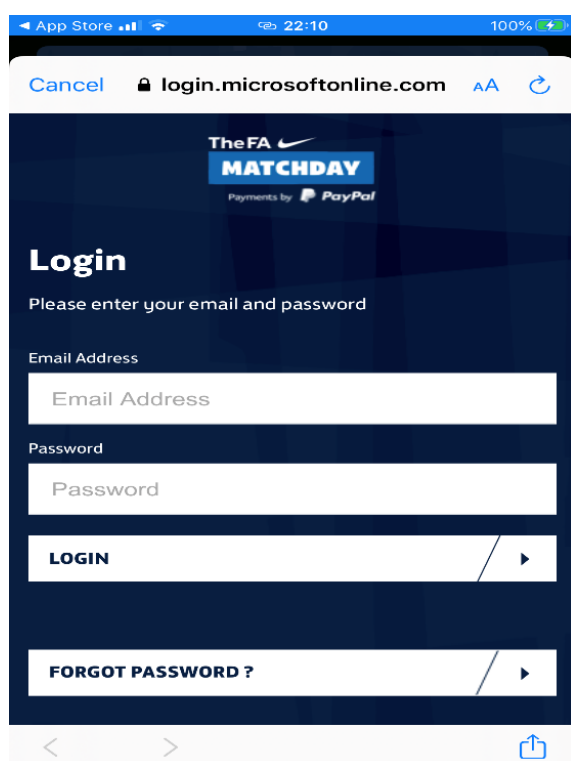 App Store 22:10 100%
Cancel login.microsoftonline.com AA
The FA
MATCHDAY
Payments by PayPal
Login
Please enter your email and password
Email Address
Email Address
Password
Password
LOGIN
FORGOT PASSWORD ?